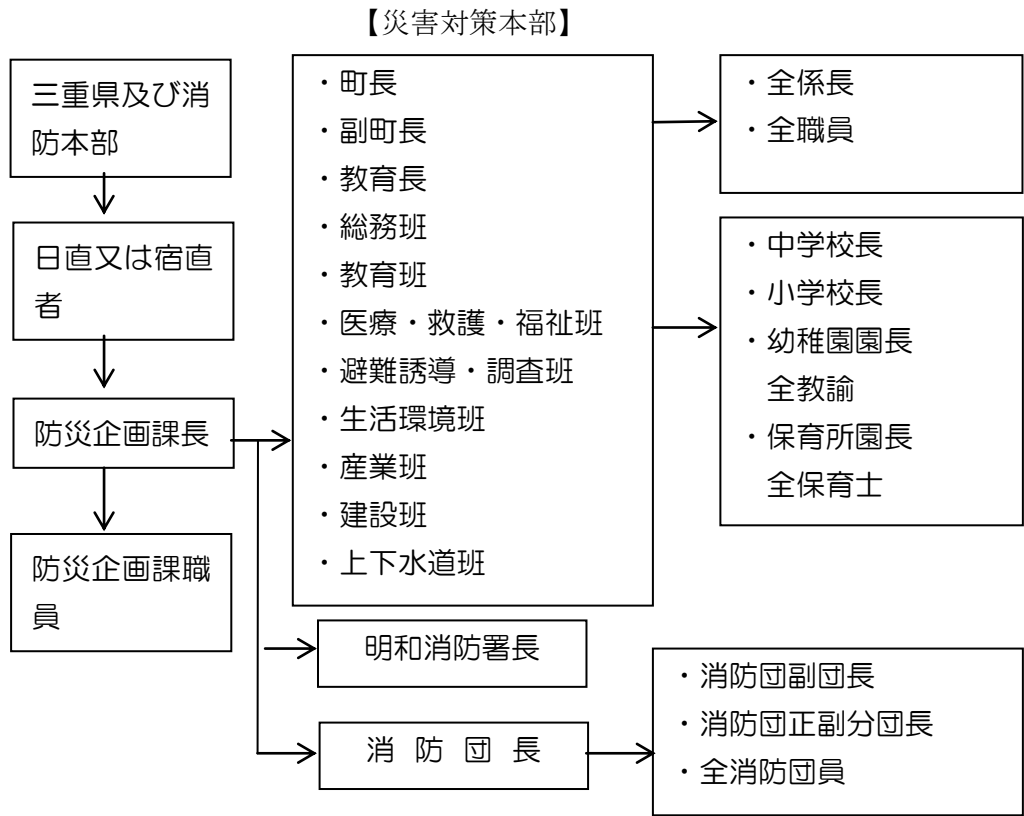 【災害対策本部】
三重県及び消
防本部
日直又は宿直
者
防災企画課長
防災企画課職
員
・町長
・副町長
・教育長
・総務班
・教育班
・医療・救護・福祉班
・避難誘導・調査班
・生活環境班
・産業班
・建設班
・上下水道班
・全係長
・全職員
・中学校長
・小学校長
・幼稚園園長
全教諭
・保育所園長
全保育士
明和消防署長
消 防 団 長
・消防団副団長
・消防団正副分団長
・全消防団員